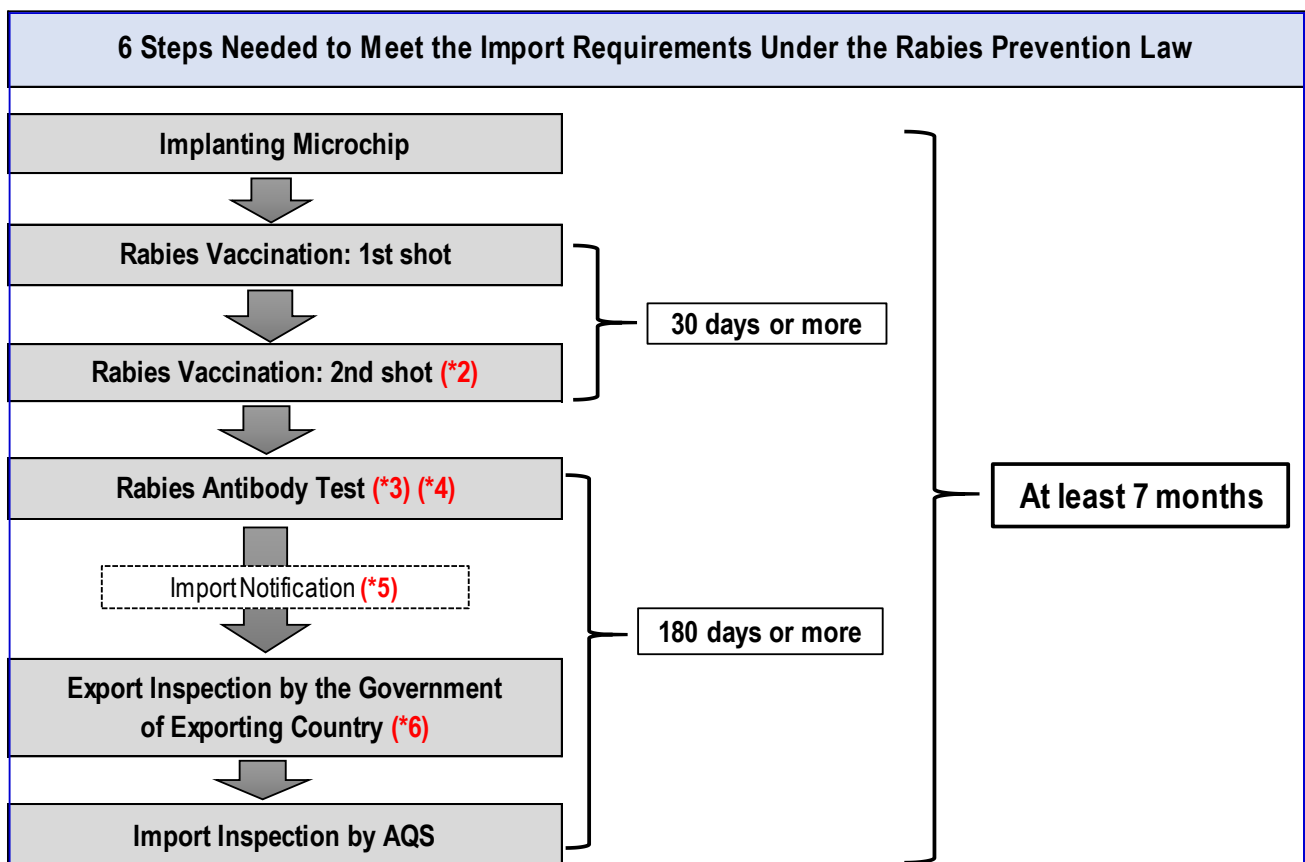 6 Steps Needed to Meet the Import Requirements Under the Rabies Prevention Law
Implanting Microchip
Rabies Vaccination: 1st shot
30 days or more
Rabies Vaccination: 2nd shot (*2)
Rabies Antibody Test (*3) (*4)
At least 7 months
Import Notification (*5)
180 days or more
Export Inspection by the Government
of Exporting Country (*6)
Import Inspection by AQS